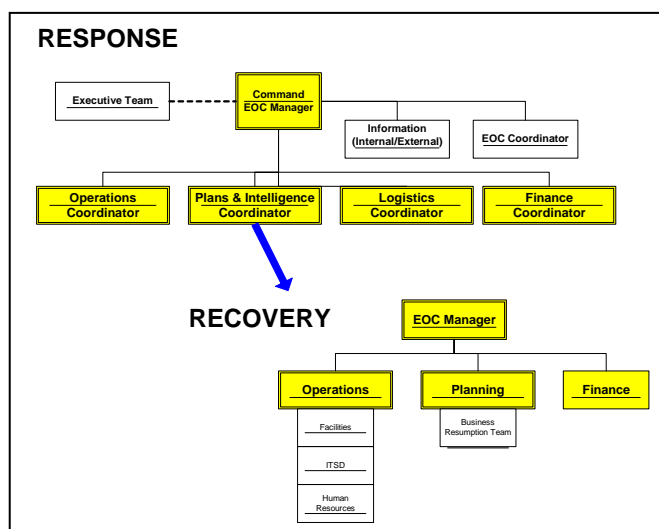 RESPONSE
Executive Team
Command
EOC Manager
Information
(Internal/External)
EOC Coordinator
Operations
Coordinator
Plans & Intelligence
Coordinator
Logistics
Coordinator
Finance
Coordinator
RECOVERY
EOC Manager
Operations
Planning
Finance
Facilities
ITSD
Human
Resources
Business
Resumption Team